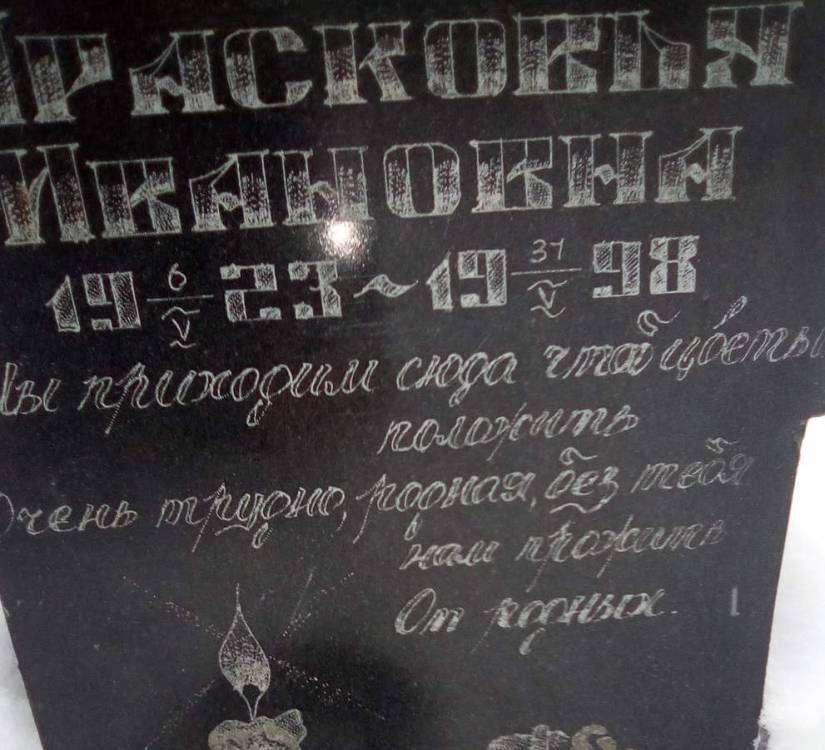 Прасковья
Ивановна
19 6/V 23 ~ 19 31/V 98
Мы приходим сюда чтоб цветы
положить
Очень трудно, родная, без тебя
нам прожить
От родных.